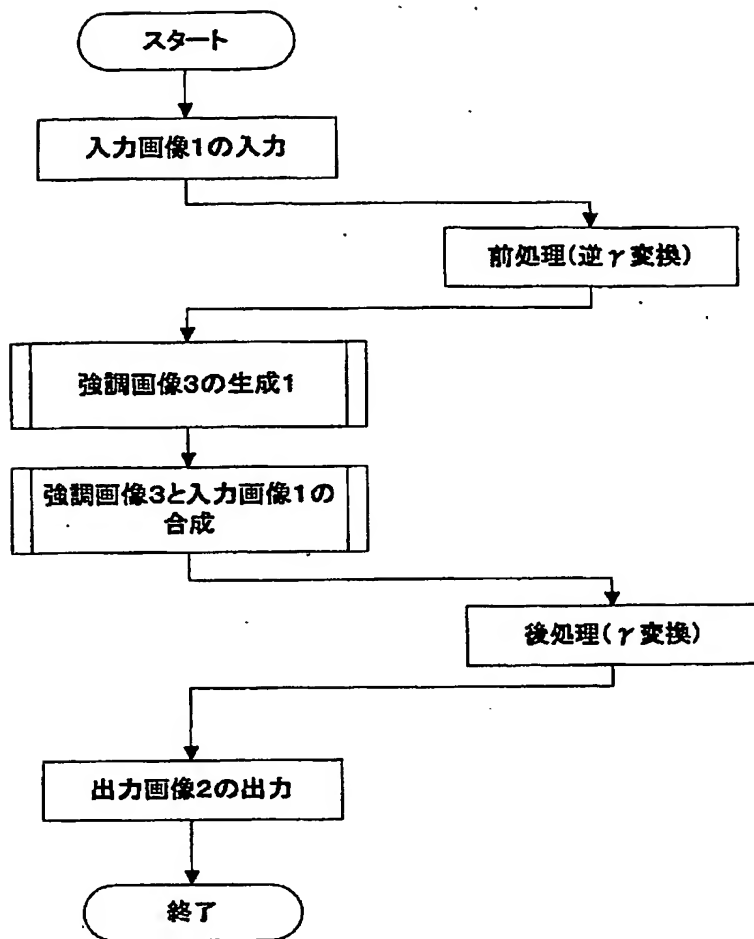 スタート
入力画像1の入力
前処理(逆γ変換)
強調画像3の生成1
強調画像3と入力画像1の
合成
後処理(γ変換)
出力画像2の出力
終了